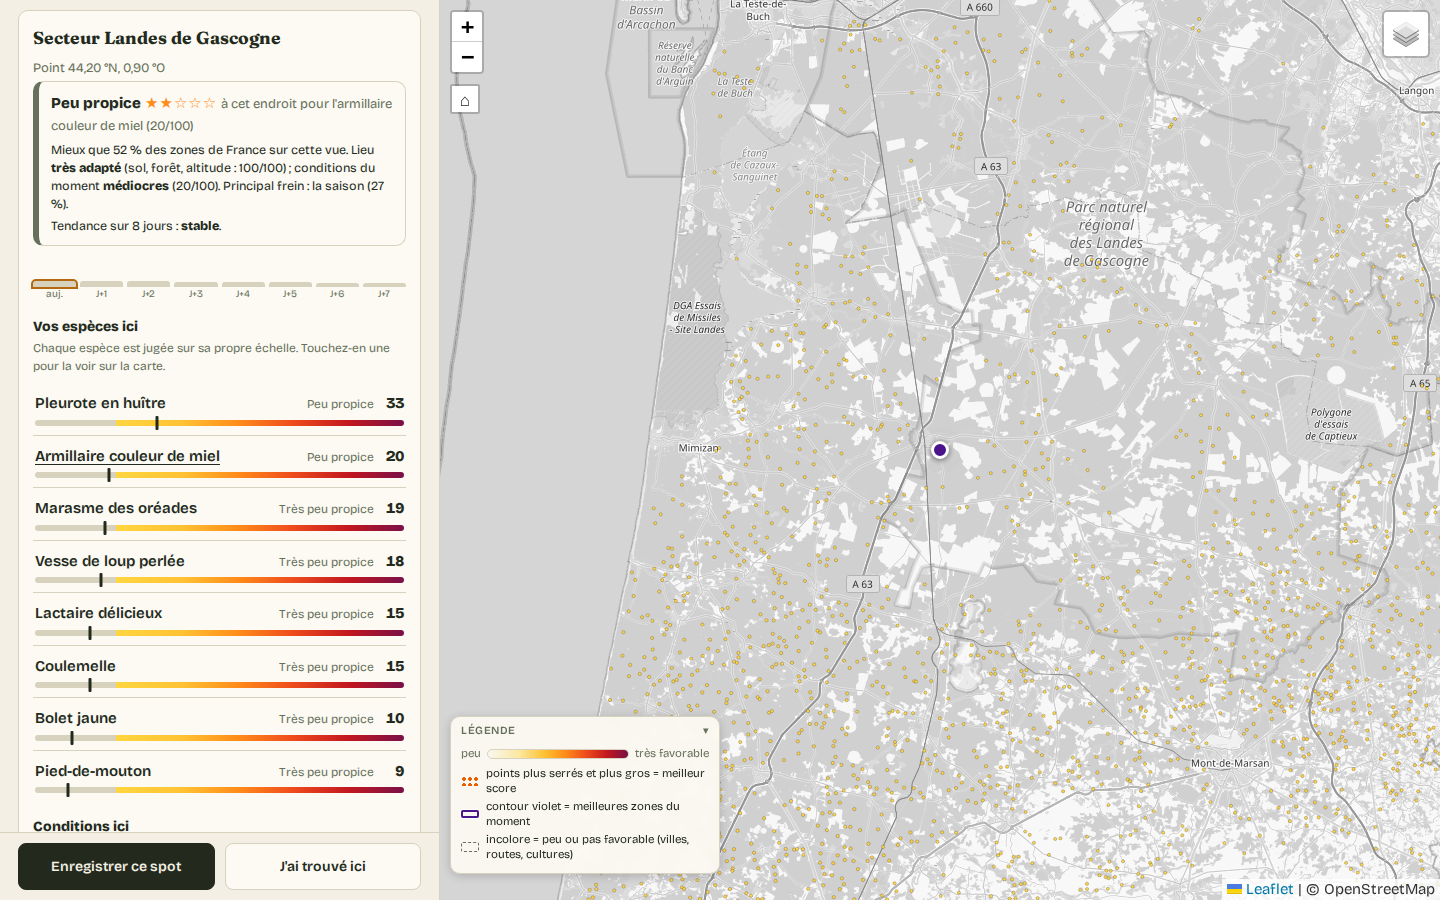 Secteur Landes de Gascogne
Point 44,20 °N, 0,90 °O
Peu propice ★★☆☆☆ à cet endroit pour l'armillaire
couleur de miel (20/100)
Mieux que 52 % des zones de France sur cette vue. Lieu
très adapté (sol, forêt, altitude : 100/100) ; conditions du
moment médiocres (20/100). Principal frein : la saison (27
%).
Tendance sur 8 jours : stable.
auj. J+1 J+2 J+3 J+4 J+5 J+6 J+7
Vos espèces ici
Chaque espèce est jugée sur sa propre échelle. Touchez-en une
pour la voir sur la carte.
Pleurote en huître Peu propice 33
Armillaire couleur de miel Peu propice 20
Marasme des oréades Très peu propice 19
Vesse de loup perlée Très peu propice 18
Lactaire délicieux Très peu propice 15
Coulemelle Très peu propice 15
Bolet jaune Très peu propice 10
Pied-de-mouton Très peu propice 9
Conditions ici
Enregistrer ce spot
J'ai trouvé ici
+
−
⌂
Bassin
d'Arcachon
La Teste-de-
Buch
A 660
Réserve
naturelle
du Banc
d'Arguin
La Teste
de Buch
Langon
Étang
de Cazaux-
Sanguinet
A 63
Parc naturel
régional
des Landes
de Gascogne
DGA Essais
de Missiles
- Site Landes
A 65
Polygone
d'essais
de Captieux
Mimizan
A 63
Mont-de-Marsan
LÉGENDE ▾
peu très favorable
points plus serrés et plus gros = meilleur
score
contour violet = meilleures zones du
moment
incolore = peu ou pas favorable (villes,
routes, cultures)
Leaflet | © OpenStreetMap